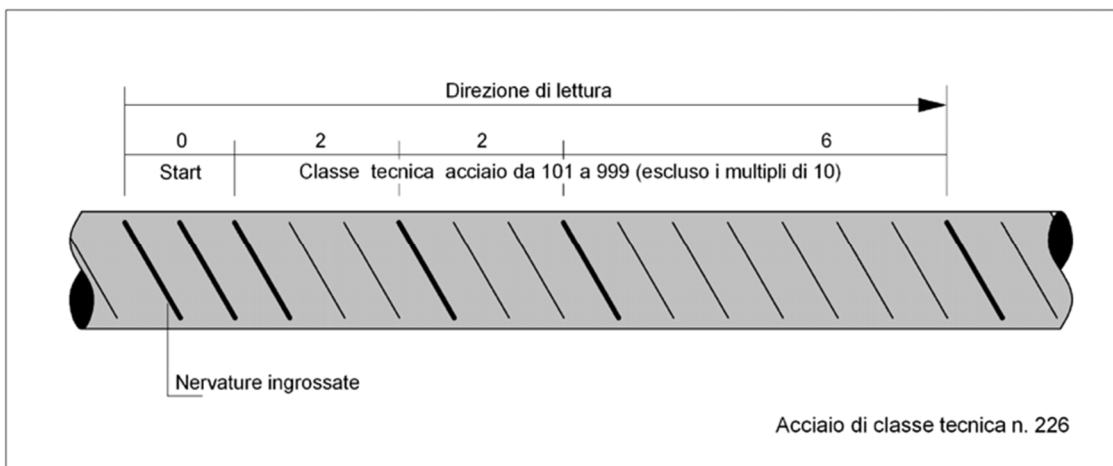 Direzione di lettura
0 2 2 6
Start Classe tecnica acciaio da 101 a 999 (escluso i multipli di 10)
Nervature ingrossate
Acciaio di classe tecnica n. 226